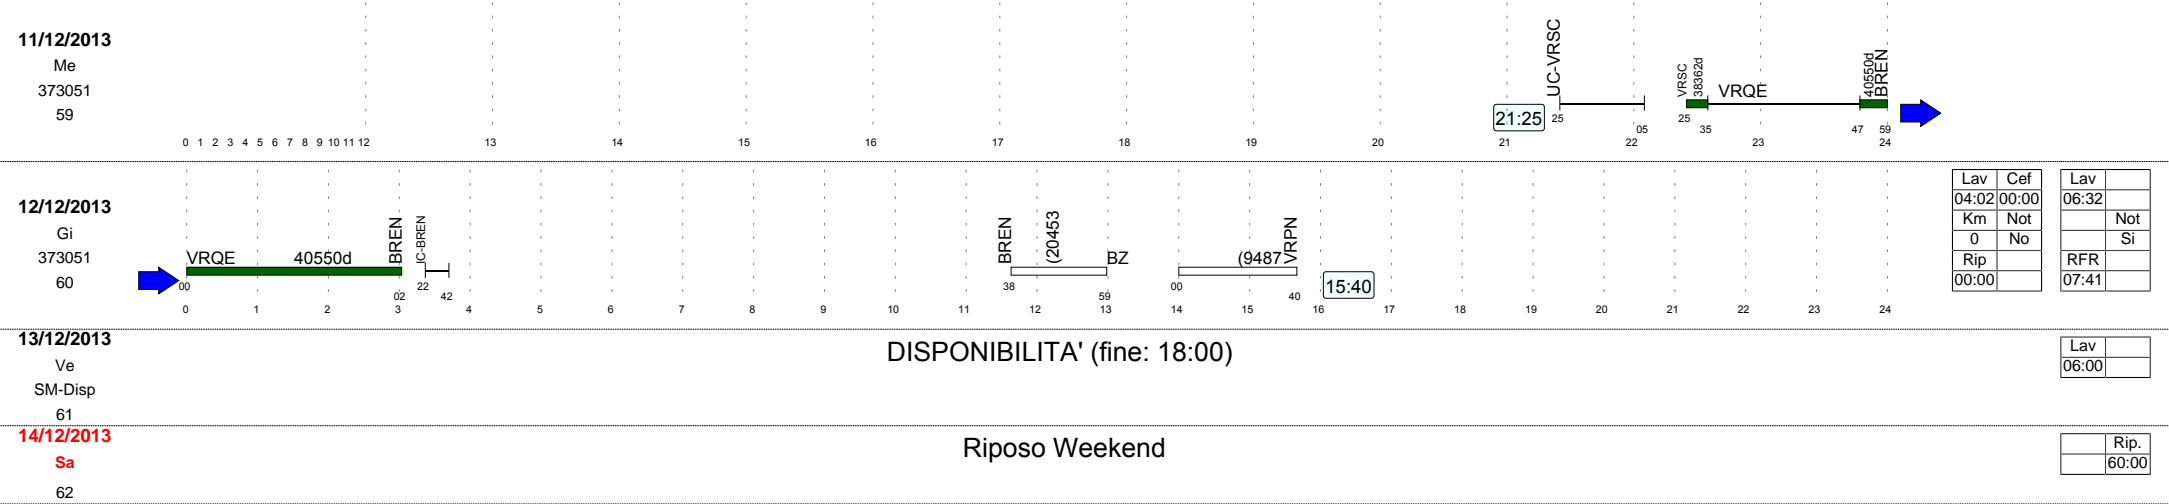 11/12/2013
Me
373051
59
21:25
UC-VRSC
25
05
VRSC
38362d
25
35
VRQE
40550d
BREN
47
59
0 1 2 3 4 5 6 7 8 9 10 11 12 13 14 15 16 17 18 19 20 21 22 23 24
12/12/2013
Gi
373051
60
VRQE 40550d
BREN
00
02
IC-BREN
22
42
BREN
(20453
BZ
38
59
(9487
VRPN
00
40
15:40
0 1 2 3 4 5 6 7 8 9 10 11 12 13 14 15 16 17 18 19 20 21 22 23 24
Lav Cef
04:02 00:00
Km Not
0 No
Rip
00:00
Lav
06:32
Not
Si
RFR
07:41
13/12/2013
Ve
SM-Disp
61
DISPONIBILITA' (fine: 18:00)
Lav
06:00
14/12/2013
Sa
62
Riposo Weekend
Rip.
60:00